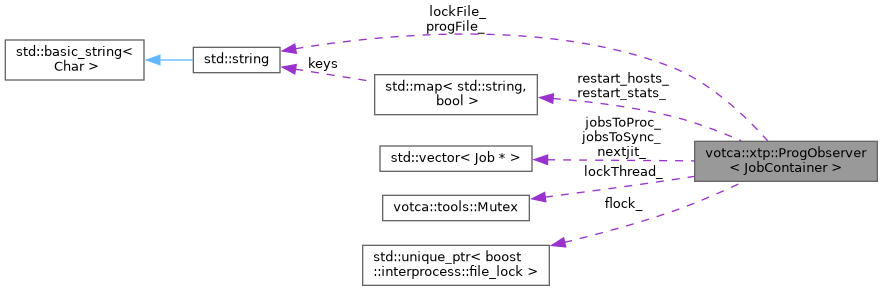 lockFile_
progFile_
std::basic_string<
Char >
std::string
keys
std::map< std::string,
bool >
restart_hosts_
restart_stats_
jobsToProc_
jobsToSync_
nextjit_
std::vector< Job * >
votca::xtp::ProgObserver
< JobContainer >
lockThread_
votca::tools::Mutex
flock_
std::unique_ptr< boost
::interprocess::file_lock >